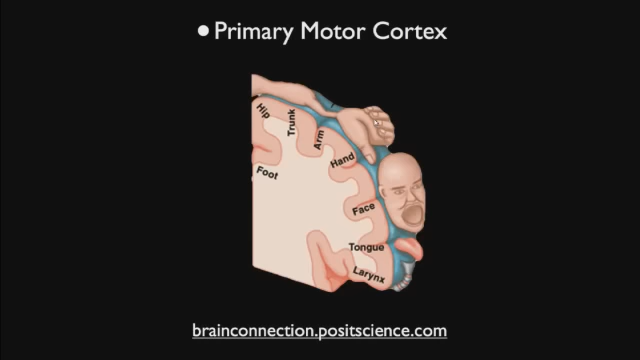 • Primary Motor Cortex
Hip
Trunk
Arm
Hand
Foot
Face
Tongue
Larynx
brainconnection.positscience.com